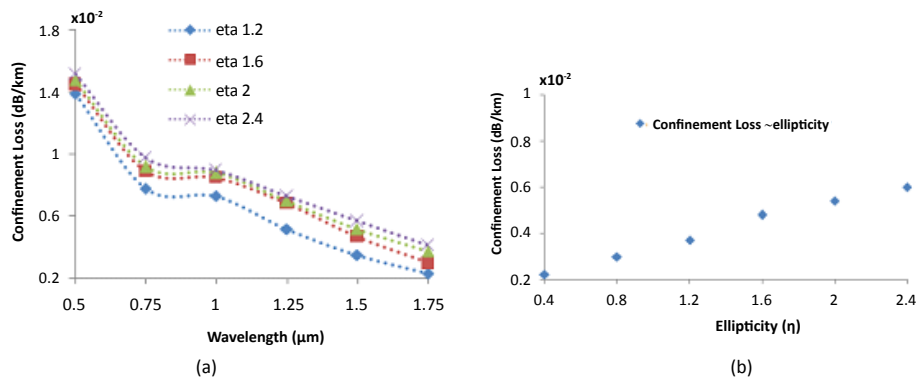 x10⁻²
1.8
1.4
1
0.6
0.2
Confinement Loss (dB/km)
eta 1.2
eta 1.6
eta 2
eta 2.4
0.5 0.75 1 1.25 1.5 1.75
Wavelength (μm)
(a)
x10⁻²
1
0.8
0.6
0.4
0.2
Confinement Loss (dB/km)
Confinement Loss ~ellipticity
0.4 0.8 1.2 1.6 2 2.4
Ellipticity (η)
(b)